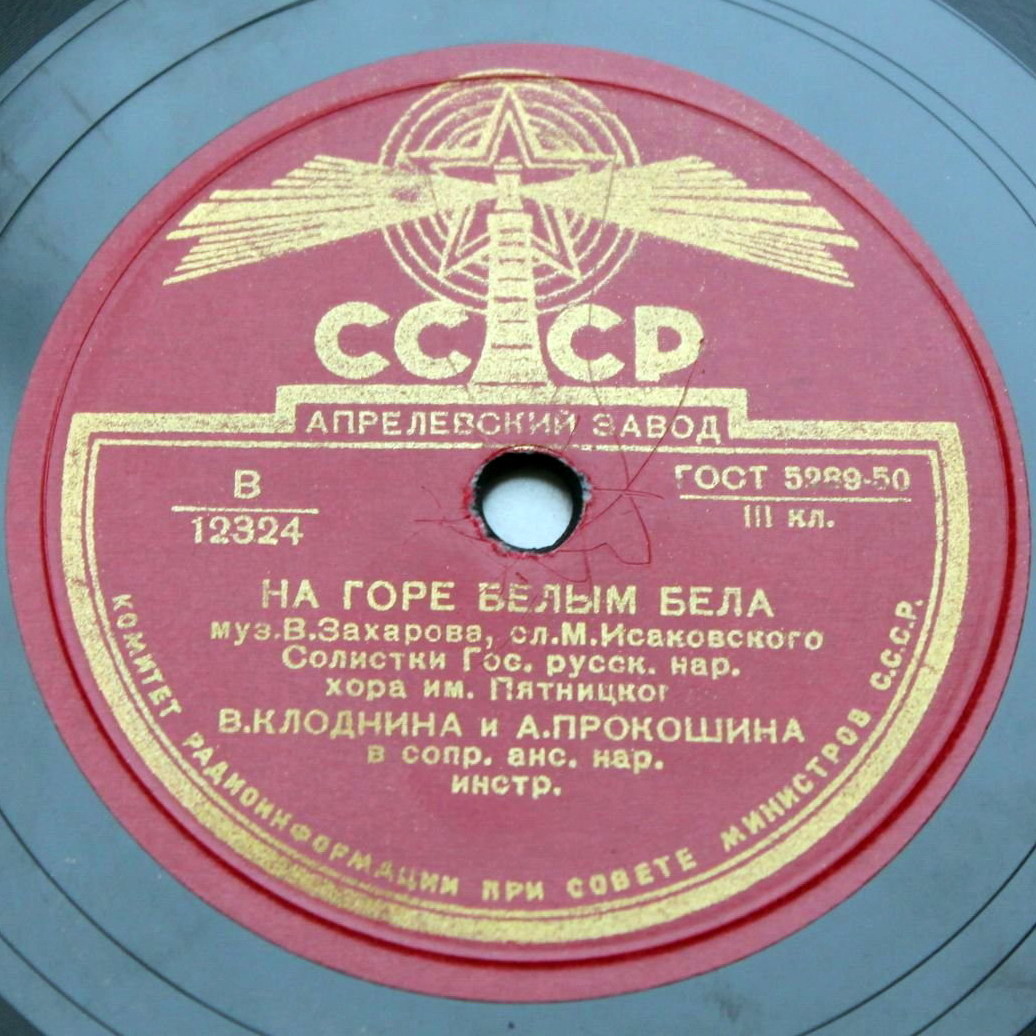 СССР
АПРЕЛЕВСКИЙ ЗАВОД
В
12324
ГОСТ 5289-50
III кл.
НА ГОРЕ БЕЛЫМ БЕЛА
муз.В.Захарова, сл.М.Исаковского
Солистки Гос. русск. нар.
хора им. Пятницког
В.КЛОДНИНА и А.ПРОКОШИНА
в сопр. анс. нар.
инстр.
КОМИТЕТ РАДИОИНФОРМАЦИИ ПРИ СОВЕТЕ МИНИСТРОВ С.С.С.Р.